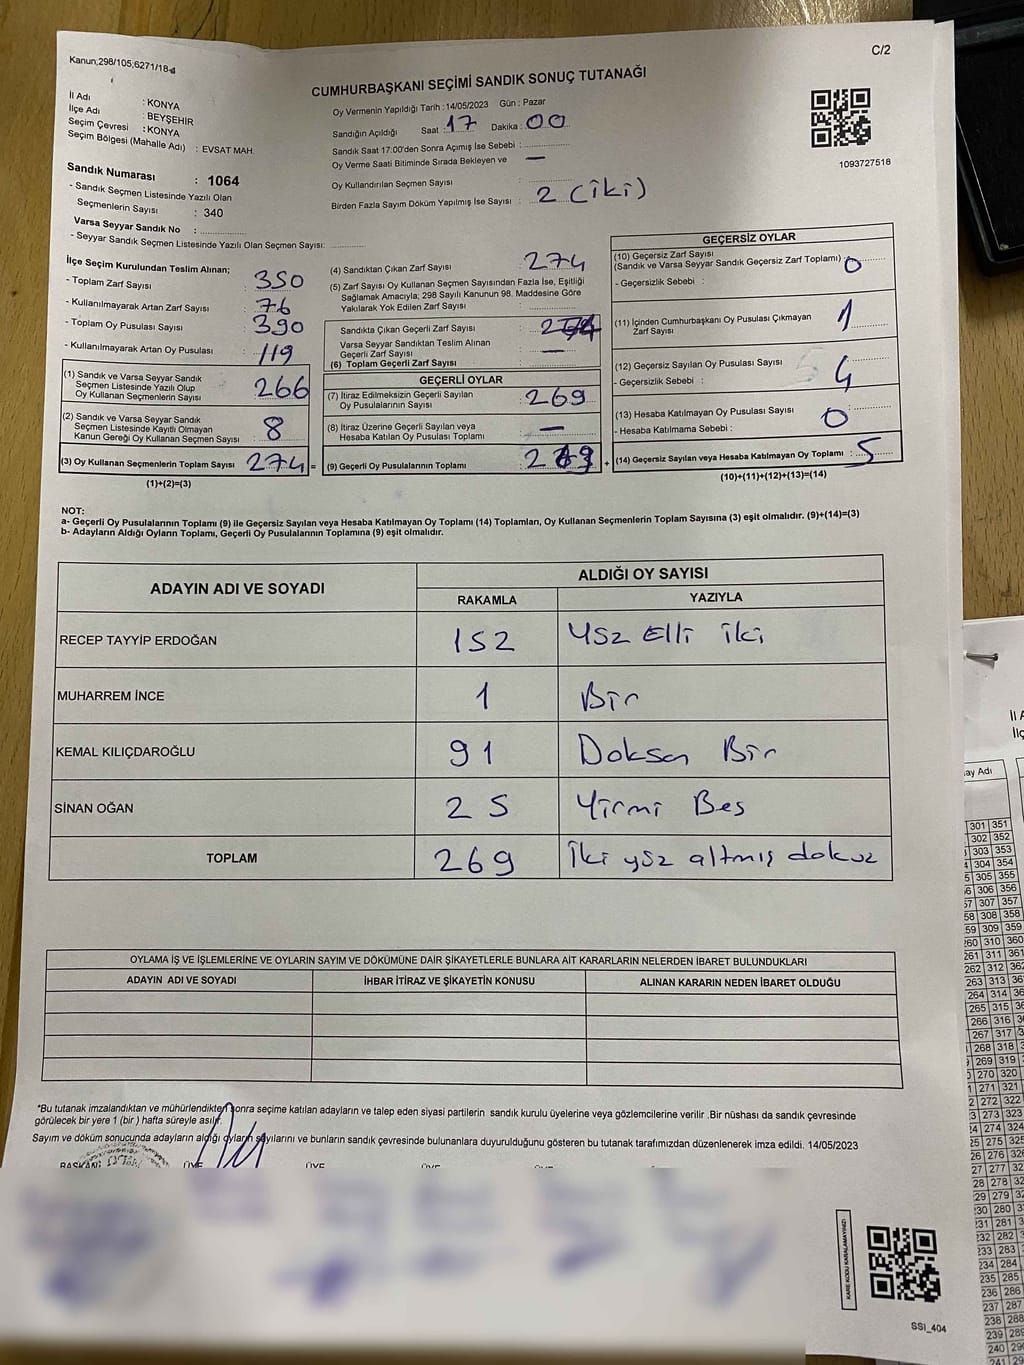 Kanun;298/105;6271/18-4
C/2
CUMHURBAŞKANI SEÇİMİ SANDIK SONUÇ TUTANAĞI
İl Adı : KONYA
İlçe Adı : BEYŞEHİR
Seçim Çevresi : KONYA
Seçim Bölgesi (Mahalle Adı) : EVSAT MAH.
Sandık Numarası : 1064
- Sandık Seçmen Listesinde Yazılı Olan
Seçmenlerin Sayısı : 340
Varsa Seyyar Sandık No :
- Seyyar Sandık Seçmen Listesinde Yazılı Olan Seçmen Sayısı:
Oy Vermenin Yapıldığı Tarih : 14/05/2023 Gün : Pazar
Sandığın Açıldığı Saat : 17 Dakika : 00
Sandık Saat 17:00'den Sonra Açımış İse Sebebi :
Oy Verme Saati Bitiminde Sırada Bekleyen ve —
Oy Kullandırılan Seçmen Sayısı :
Birden Fazla Sayım Döküm Yapılmış İse Sayısı : 2 (iki)
1093727518
İlçe Seçim Kurulundan Teslim Alınan;
- Toplam Zarf Sayısı : 350
- Kullanılmayarak Artan Zarf Sayısı : 76
- Toplam Oy Pusulası Sayısı : 390
- Kullanılmayarak Artan Oy Pusulası : 119
(1) Sandık ve Varsa Seyyar Sandık
Seçmen Listesinde Yazılı Olup
Oy Kullanan Seçmenlerin Sayısı : 266
(2) Sandık ve Varsa Seyyar Sandık
Seçmen Listesinde Kayıtlı Olmayan
Kanun Gereği Oy Kullanan Seçmen Sayısı : 8
(3) Oy Kullanan Seçmenlerin Toplam Sayısı 274 =
(1)+(2)=(3)
(4) Sandıktan Çıkan Zarf Sayısı : 274
(5) Zarf Sayısı Oy Kullanan Seçmen Sayısından Fazla İse, Eşitliği
Sağlamak Amacıyla; 298 Sayılı Kanunun 98. Maddesine Göre
Yakılarak Yok Edilen Zarf Sayısı :
Sandıkta Çıkan Geçerli Zarf Sayısı : 274
Varsa Seyyar Sandıktan Teslim Alınan
Geçerli Zarf Sayısı : —
(6) Toplam Geçerli Zarf Sayısı :
GEÇERLİ OYLAR
(7) İtiraz Edilmeksizin Geçerli Sayılan
Oy Pusulalarının Sayısı : 269
(8) İtiraz Üzerine Geçerli Sayılan veya
Hesaba Katılan Oy Pusulası Toplamı : —
(9) Geçerli Oy Pusulalarının Toplamı : 269 +
GEÇERSİZ OYLAR
(10) Geçersiz Zarf Sayısı
(Sandık ve Varsa Seyyar Sandık Geçersiz Zarf Toplamı) : 0
- Geçersizlik Sebebi :
(11) İçinden Cumhurbaşkanı Oy Pusulası Çıkmayan
Zarf Sayısı : 1
(12) Geçersiz Sayılan Oy Pusulası Sayısı : 4
- Geçersizlik Sebebi :
(13) Hesaba Katılmayan Oy Pusulası Sayısı : 0
- Hesaba Katılmama Sebebi :
(14) Geçersiz Sayılan veya Hesaba Katılmayan Oy Toplamı : 5
(10)+(11)+(12)+(13)=(14)
NOT:
a- Geçerli Oy Pusulalarının Toplamı (9) ile Geçersiz Sayılan veya Hesaba Katılmayan Oy Toplamı (14) Toplamları, Oy Kullanan Seçmenlerin Toplam Sayısına (3) eşit olmalıdır. (9)+(14)=(3)
b- Adayların Aldığı Oyların Toplamı, Geçerli Oy Pusulalarının Toplamına (9) eşit olmalıdır.
ADAYIN ADI VE SOYADI
ALDIĞI OY SAYISI
RAKAMLA YAZIYLA
RECEP TAYYİP ERDOĞAN 152 Yüz Elli iki
MUHARREM İNCE 1 Bir
KEMAL KILIÇDAROĞLU 91 Doksan Bir
SİNAN OĞAN 25 Yirmi Bes
TOPLAM 269 İki yüz altmış dokuz
OYLAMA İŞ VE İŞLEMLERİNE VE OYLARIN SAYIM VE DÖKÜMÜNE DAİR ŞİKAYETLERLE BUNLARA AİT KARARLARIN NELERDEN İBARET BULUNDUKLARI
ADAYIN ADI VE SOYADI İHBAR İTİRAZ VE ŞİKAYETİN KONUSU ALINAN KARARIN NEDEN İBARET OLDUĞU
*Bu tutanak imzalandıktan ve mühürlendikten sonra seçime katılan adayların ve talep eden siyasi partilerin sandık kurulu üyelerine veya gözlemcilerine verilir .Bir nüshası da sandık çevresinde
görülecek bir yere 1 (bir ) hafta süreyle asılır.
Sayım ve döküm sonucunda adayların aldığı oyların sayılarını ve bunların sandık çevresinde bulunanlara duyurulduğunu gösteren bu tutanak tarafımızdan düzenlenerek imza edildi. 14/05/2023
BAŞKAN ÜYE ÜYE ÜYE ÜYE ÜYE
KARE KODU KARALAMAYINIZ!
SSI_404